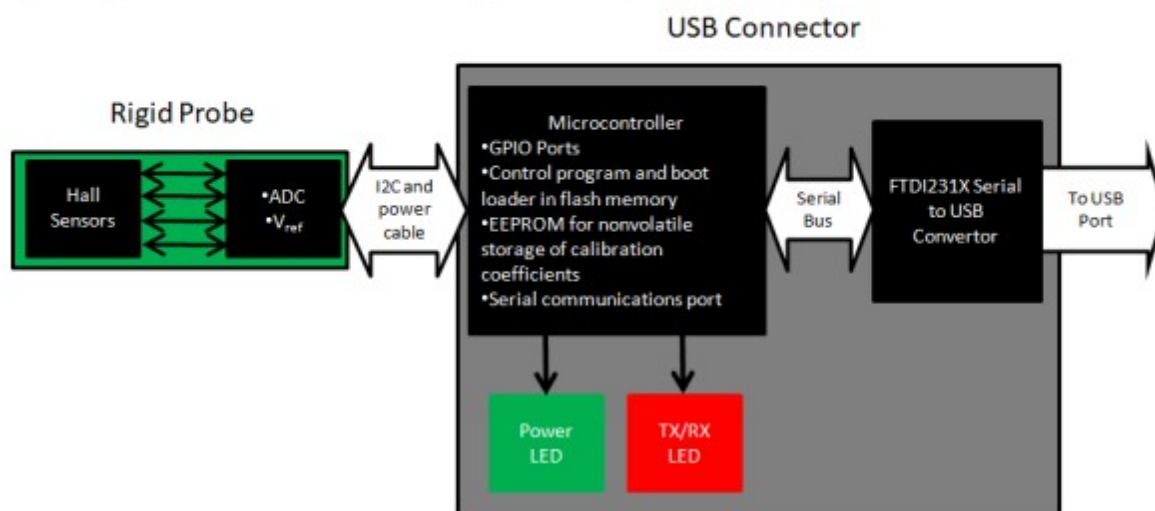 USB Connector
Rigid Probe
Hall
Sensors
•ADC
•Vref
I2C and
power
cable
Microcontroller
•GPIO Ports
•Control program and boot
loader in flash memory
•EEPROM for nonvolatile
storage of calibration
coefficients
•Serial communications port
Serial
Bus
FTDI231X Serial
to USB
Convertor
To USB
Port
Power
LED
TX/RX
LED